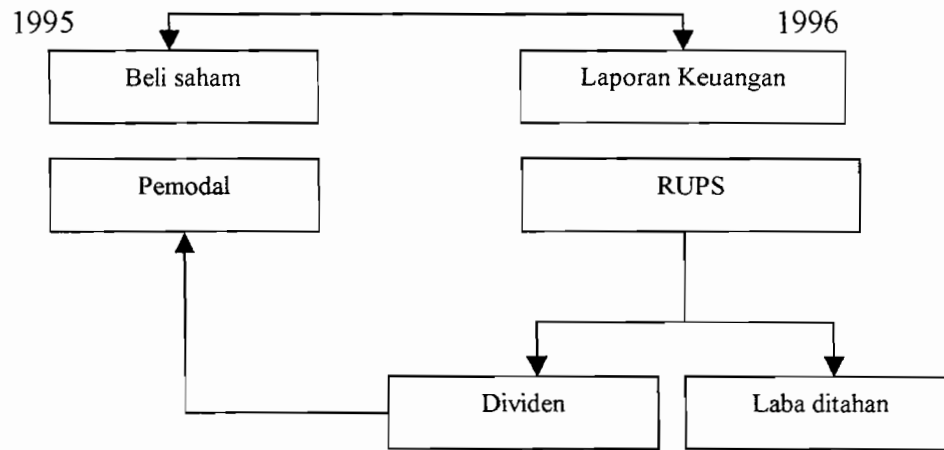 1995
1996
Beli saham
Laporan Keuangan
Pemodal
RUPS
Dividen
Laba ditahan